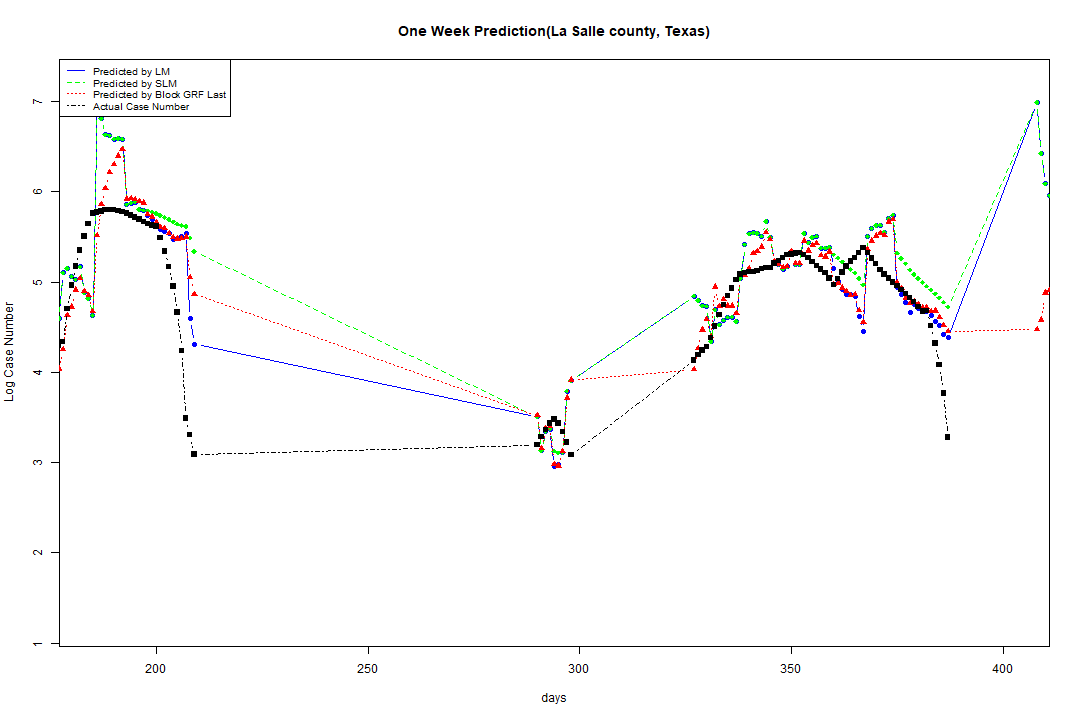 One Week Prediction(La Salle county, Texas)
Predicted by LM
Predicted by SLM
Predicted by Block GRF Last
Actual Case Number
7
6
5
4
3
2
1
Log Case Number
200 250 300 350 400
days